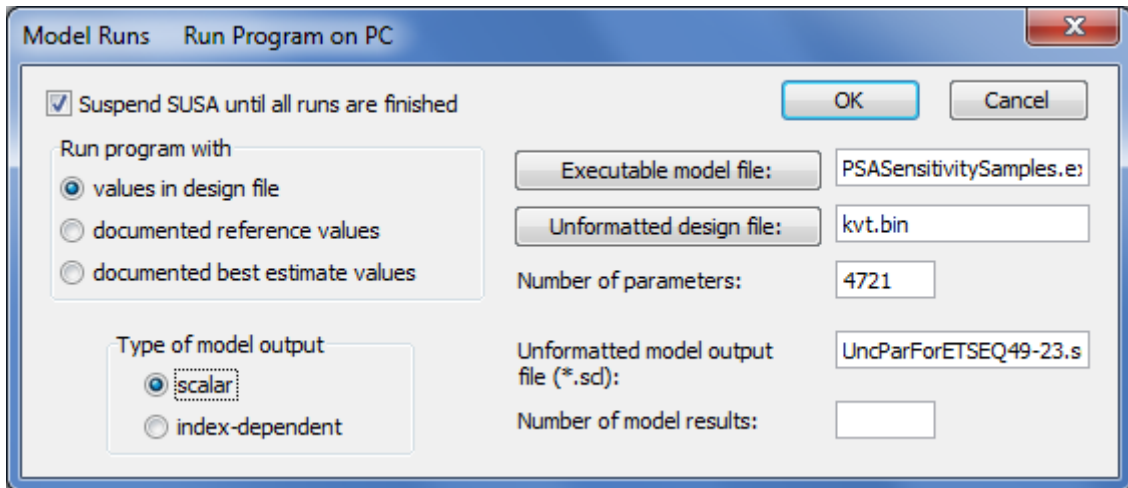 Model Runs Run Program on PC
Suspend SUSA until all runs are finished
OK
Cancel
Run program with
values in design file
documented reference values
documented best estimate values
Executable model file:
PSASensitivitySamples.ex
Unformatted design file:
kvt.bin
Number of parameters:
4721
Type of model output
scalar
index-dependent
Unformatted model output
file (*.scl):
UncParForETSEQ49-23.s
Number of model results: